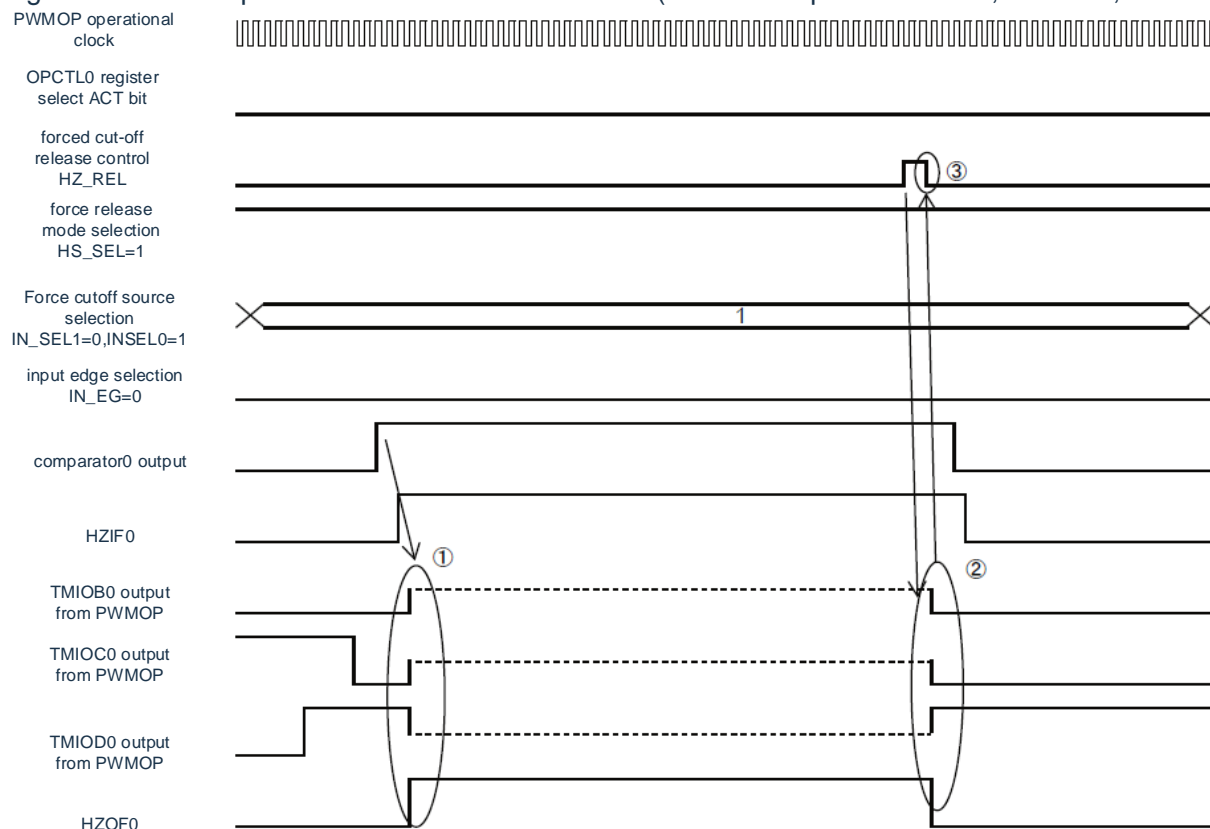 PWMOP operational
clock
OPCTL0 register
select ACT bit
forced cut-off
release control
HZ_REL
③
force release
mode selection
HS_SEL=1
Force cutoff source
selection
IN_SEL1=0,INSEL0=1
1
input edge selection
IN_EG=0
comparator0 output
HZIF0
①
②
TMIOB0 output
from PWMOP
TMIOC0 output
from PWMOP
TMIOD0 output
from PWMOP
HZOF0